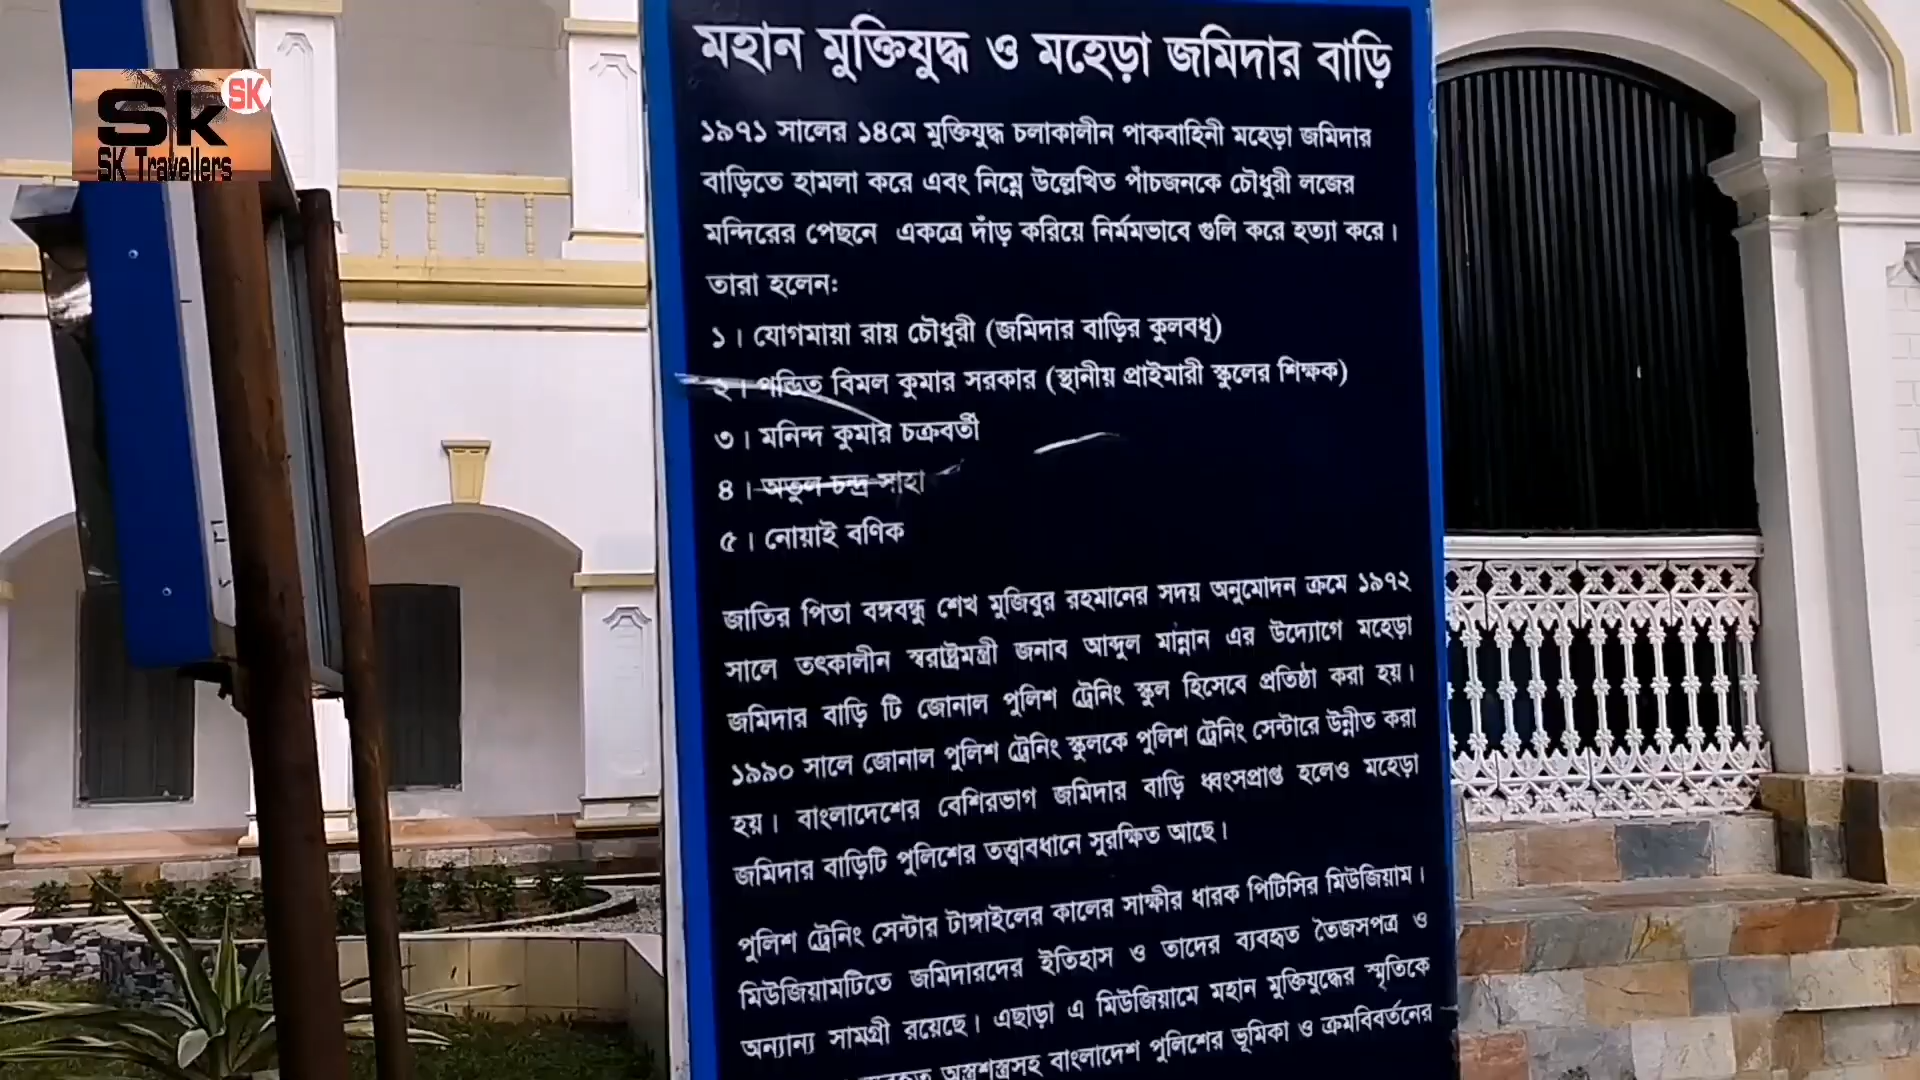 Sk
SK
SK Travellers
মহান মুক্তিযুদ্ধ ও মহেড়া জমিদার বাড়ি
১৯৭১ সালের ১৪মে মুক্তিযুদ্ধ চলাকালীন পাকবাহিনী মহেড়া জমিদার
বাড়িতে হামলা করে এবং নিম্নে উল্লেখিত পাঁচজনকে চৌধুরী লজের
মন্দিরের পেছনে একত্রে দাঁড় করিয়ে নির্মমভাবে গুলি করে হত্যা করে।
তারা হলেন:
১। যোগমায়া রায় চৌধুরী (জমিদার বাড়ির কুলবধূ)
২। পন্ডিত বিমল কুমার সরকার (স্থানীয় প্রাইমারী স্কুলের শিক্ষক)
৩। মনিন্দ কুমার চক্রবর্তী
৪। অতুল চন্দ্র সাহা
৫। নোয়াই বণিক
জাতির পিতা বঙ্গবন্ধু শেখ মুজিবুর রহমানের সদয় অনুমোদন ক্রমে ১৯৭২
সালে তৎকালীন স্বরাষ্ট্রমন্ত্রী জনাব আব্দুল মান্নান এর উদ্যোগে মহেড়া
জমিদার বাড়ি টি জোনাল পুলিশ ট্রেনিং স্কুল হিসেবে প্রতিষ্ঠা করা হয়।
১৯৯০ সালে জোনাল পুলিশ ট্রেনিং স্কুলকে পুলিশ ট্রেনিং সেন্টারে উন্নীত করা
হয়। বাংলাদেশের বেশিরভাগ জমিদার বাড়ি ধ্বংসপ্রাপ্ত হলেও মহেড়া
জমিদার বাড়িটি পুলিশের তত্ত্বাবধানে সুরক্ষিত আছে।
পুলিশ ট্রেনিং সেন্টার টাঙ্গাইলের কালের সাক্ষীর ধারক পিটিসির মিউজিয়াম।
মিউজিয়ামটিতে জমিদারদের ইতিহাস ও তাদের ব্যবহৃত তৈজসপত্র ও
অন্যান্য সামগ্রী রয়েছে। এছাড়া এ মিউজিয়ামে মহান মুক্তিযুদ্ধের স্মৃতিকে
অস্ত্রশস্ত্রসহ বাংলাদেশ পুলিশের ভূমিকা ও ক্রমবিবর্তনের